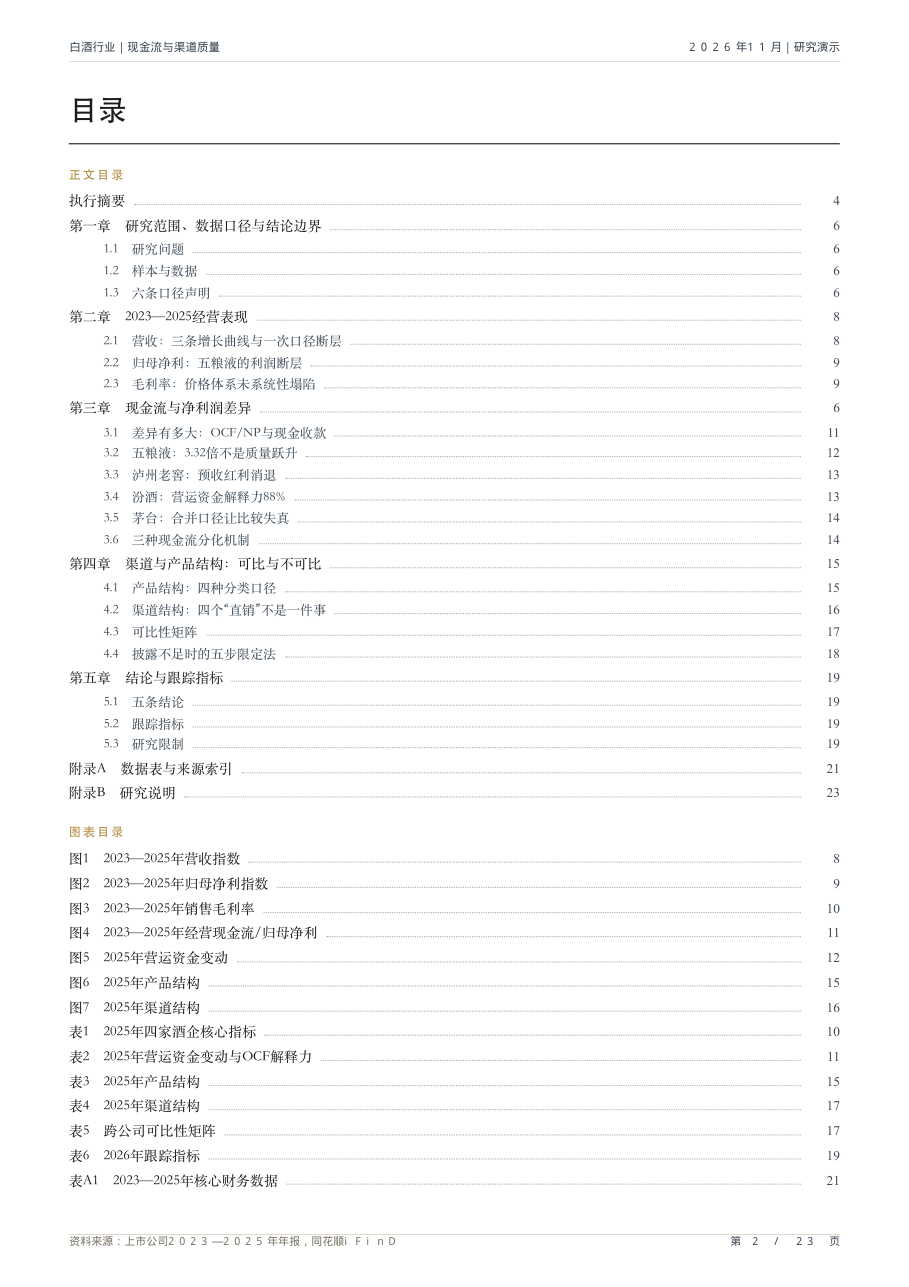 白酒行业 | 现金流与渠道质量
2026年11月 | 研究演示
目录
正文目录
执行摘要 4
第一章 研究范围、数据口径与结论边界 6
1.1 研究问题 6
1.2 样本与数据 6
1.3 六条口径声明 6
第二章 2023—2025经营表现 8
2.1 营收：三条增长曲线与一次口径断层 8
2.2 归母净利：五粮液的利润断层 9
2.3 毛利率：价格体系未系统性塌陷 9
第三章 现金流与净利润差异 6
3.1 差异有多大：OCF/NP与现金收款 11
3.2 五粮液：3.32倍不是质量跃升 12
3.3 泸州老窖：预收红利消退 13
3.4 汾酒：营运资金解释力88% 13
3.5 茅台：合并口径让比较失真 14
3.6 三种现金流分化机制 14
第四章 渠道与产品结构：可比与不可比 15
4.1 产品结构：四种分类口径 15
4.2 渠道结构：四个“直销”不是一件事 16
4.3 可比性矩阵 17
4.4 披露不足时的五步限定法 18
第五章 结论与跟踪指标 19
5.1 五条结论 19
5.2 跟踪指标 19
5.3 研究限制 19
附录A 数据表与来源索引 21
附录B 研究说明 23
图表目录
图1 2023—2025年营收指数 8
图2 2023—2025年归母净利指数 9
图3 2023—2025年销售毛利率 10
图4 2023—2025年经营现金流/归母净利 11
图5 2025年营运资金变动 12
图6 2025年产品结构 15
图7 2025年渠道结构 16
表1 2025年四家酒企核心指标 10
表2 2025年营运资金变动与OCF解释力 11
表3 2025年产品结构 15
表4 2025年渠道结构 17
表5 跨公司可比性矩阵 17
表6 2026年跟踪指标 19
表A1 2023—2025年核心财务数据 21
资料来源：上市公司2023—2025年年报，同花顺iFinD
第 2 / 23 页